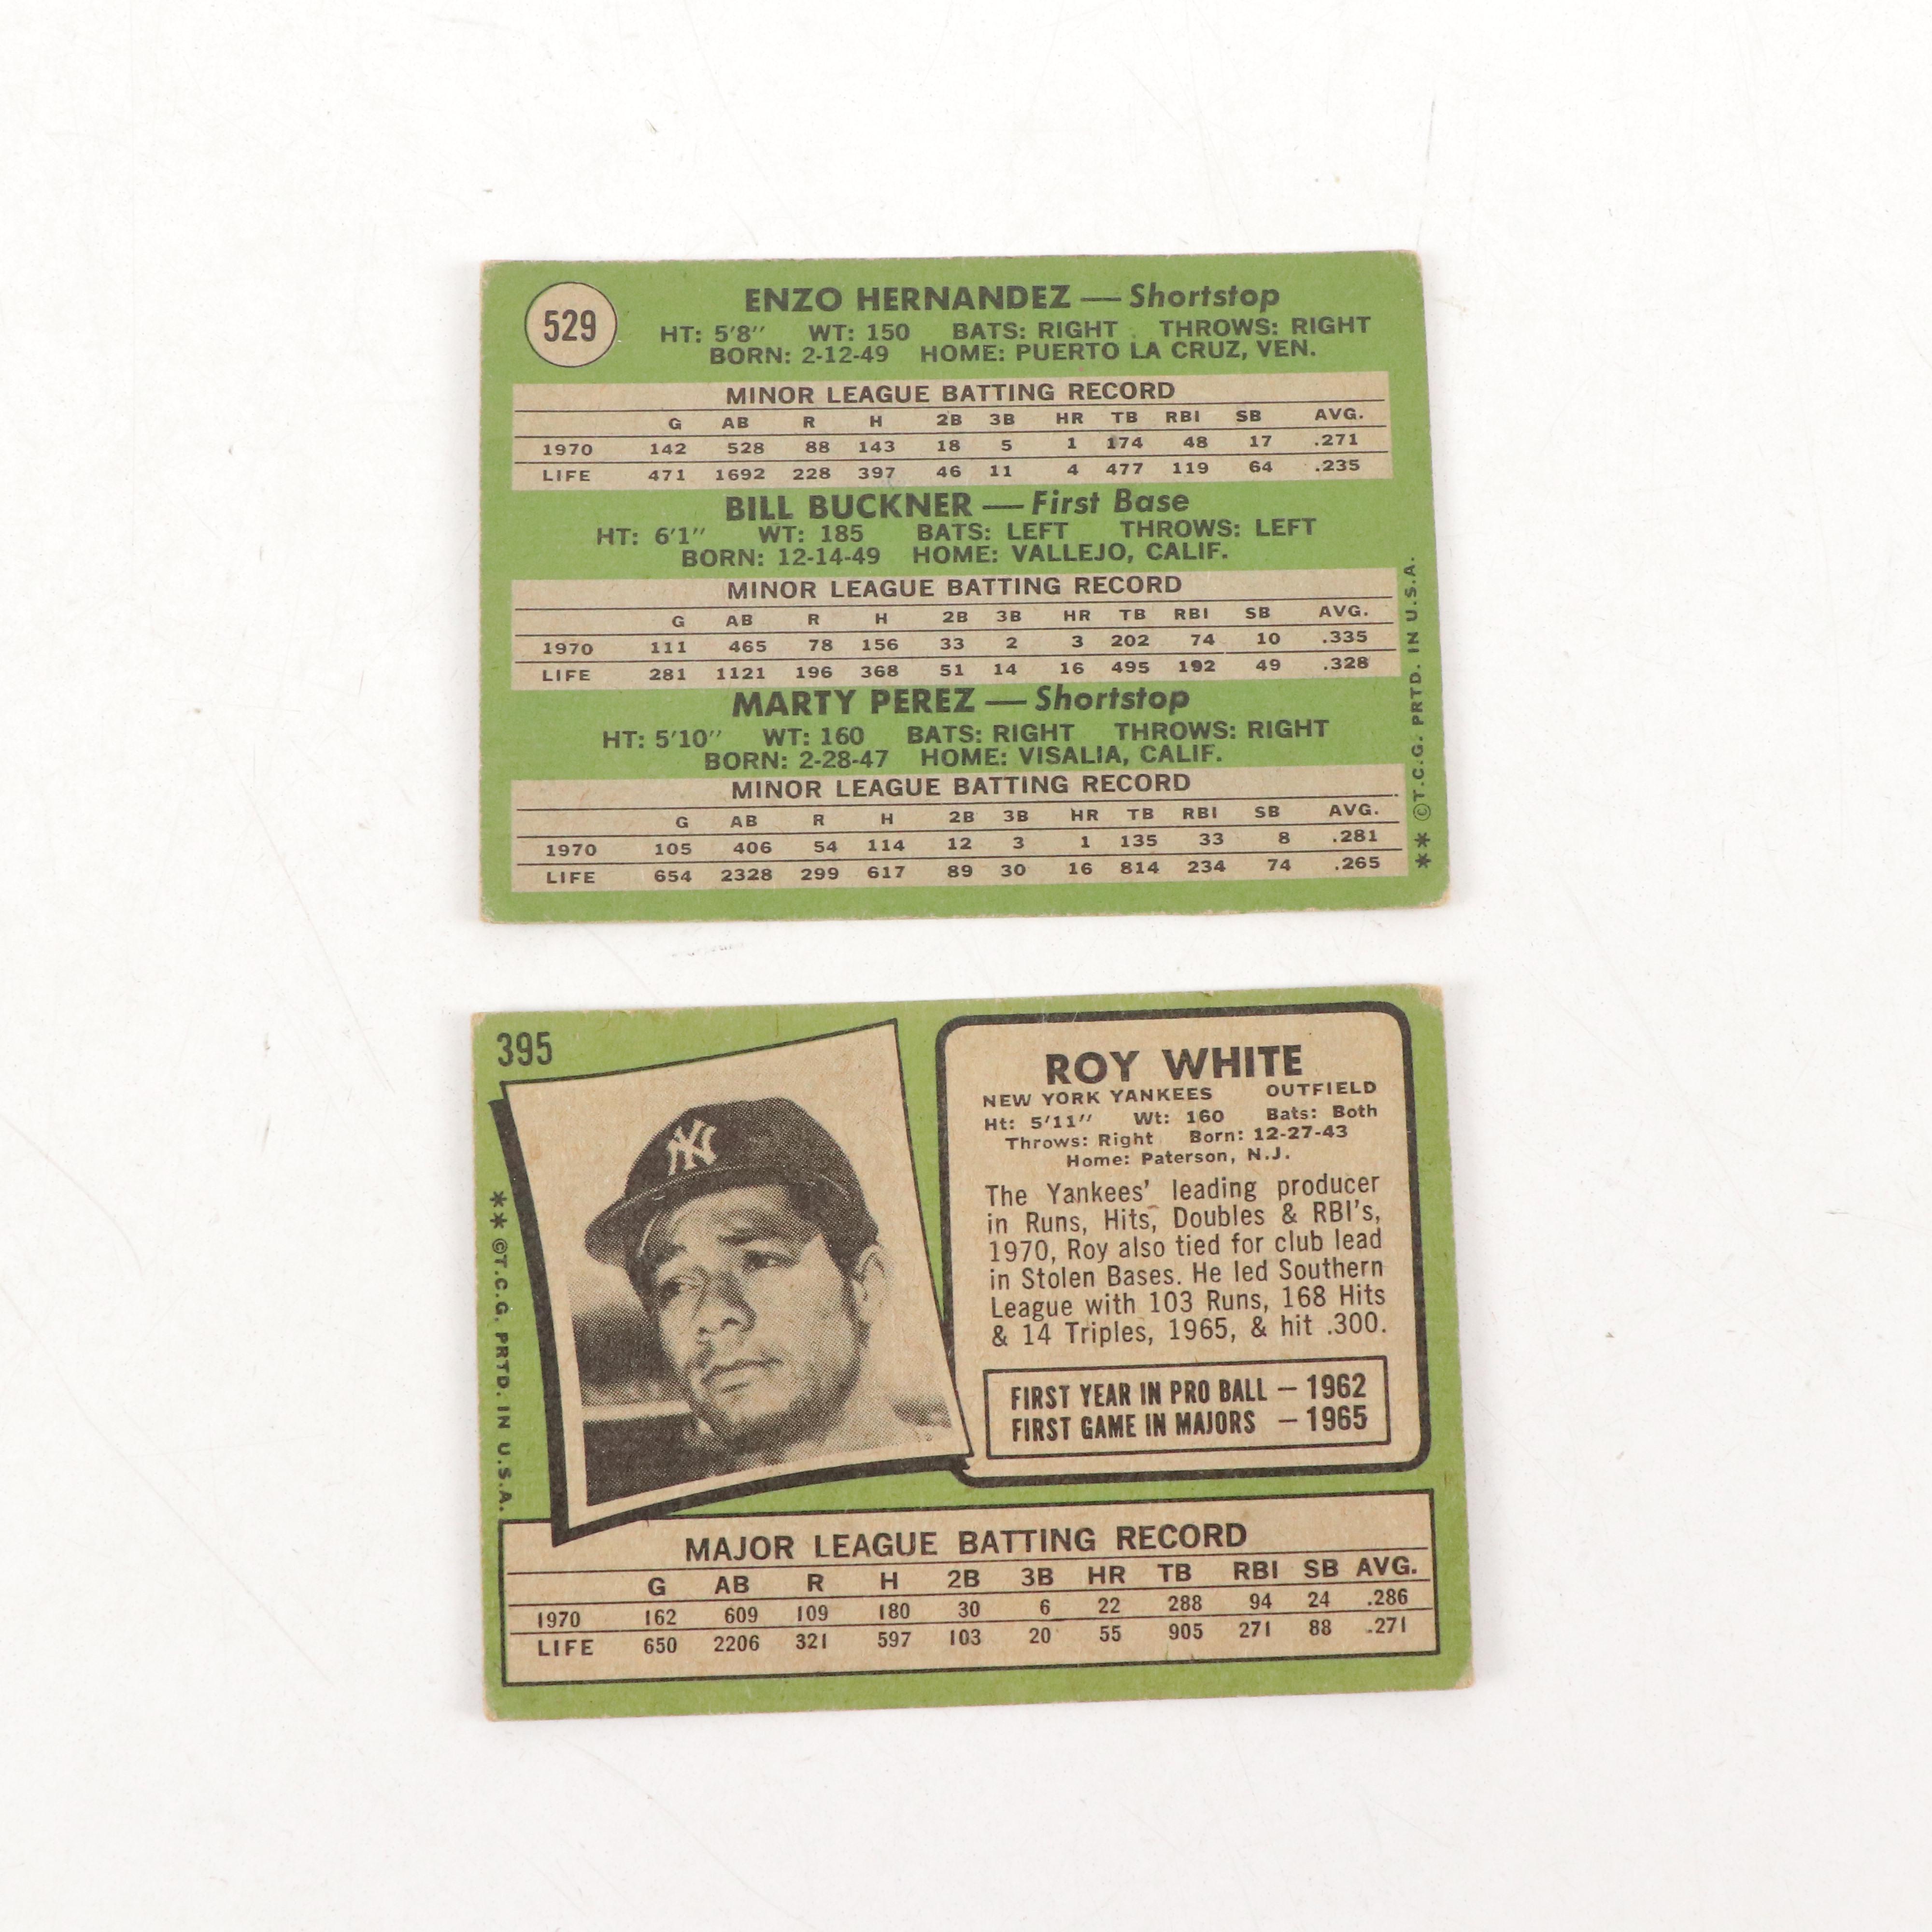 529
ENZO HERNANDEZ — Shortstop
HT: 5'8" WT: 150 BATS: RIGHT THROWS: RIGHT
BORN: 2-12-49 HOME: PUERTO LA CRUZ, VEN.
MINOR LEAGUE BATTING RECORD
G AB R H 2B 3B HR TB RBI SB AVG.
1970 142 528 88 143 18 5 1 174 48 17 .271
LIFE 471 1692 228 397 46 11 4 477 119 64 .235
BILL BUCKNER — First Base
HT: 6'1" WT: 185 BATS: LEFT THROWS: LEFT
BORN: 12-14-49 HOME: VALLEJO, CALIF.
MINOR LEAGUE BATTING RECORD
G AB R H 2B 3B HR TB RBI SB AVG.
1970 111 465 78 156 33 2 3 202 74 10 .335
LIFE 281 1121 196 368 51 14 16 495 192 49 .328
MARTY PEREZ — Shortstop
HT: 5'10" WT: 160 BATS: RIGHT THROWS: RIGHT
BORN: 2-28-47 HOME: VISALIA, CALIF.
MINOR LEAGUE BATTING RECORD
G AB R H 2B 3B HR TB RBI SB AVG.
1970 105 406 54 114 12 3 1 135 33 8 .281
LIFE 654 2328 299 617 89 30 16 814 234 74 .265
** ©T.C.G. PRTD. IN U.S.A.
395
NY
ROY WHITE
NEW YORK YANKEES OUTFIELD
Ht: 5'11" Wt: 160 Bats: Both
Throws: Right Born: 12-27-43
Home: Paterson, N.J.
The Yankees' leading producer
in Runs, Hits, Doubles & RBI's,
1970, Roy also tied for club lead
in Stolen Bases. He led Southern
League with 103 Runs, 168 Hits
& 14 Triples, 1965, & hit .300.
FIRST YEAR IN PRO BALL — 1962
FIRST GAME IN MAJORS — 1965
** ©T.C.G. PRTD. IN U.S.A.
MAJOR LEAGUE BATTING RECORD
G AB R H 2B 3B HR TB RBI SB AVG.
1970 162 609 109 180 30 6 22 288 94 24 .286
LIFE 650 2206 321 597 103 20 55 905 271 88 .271